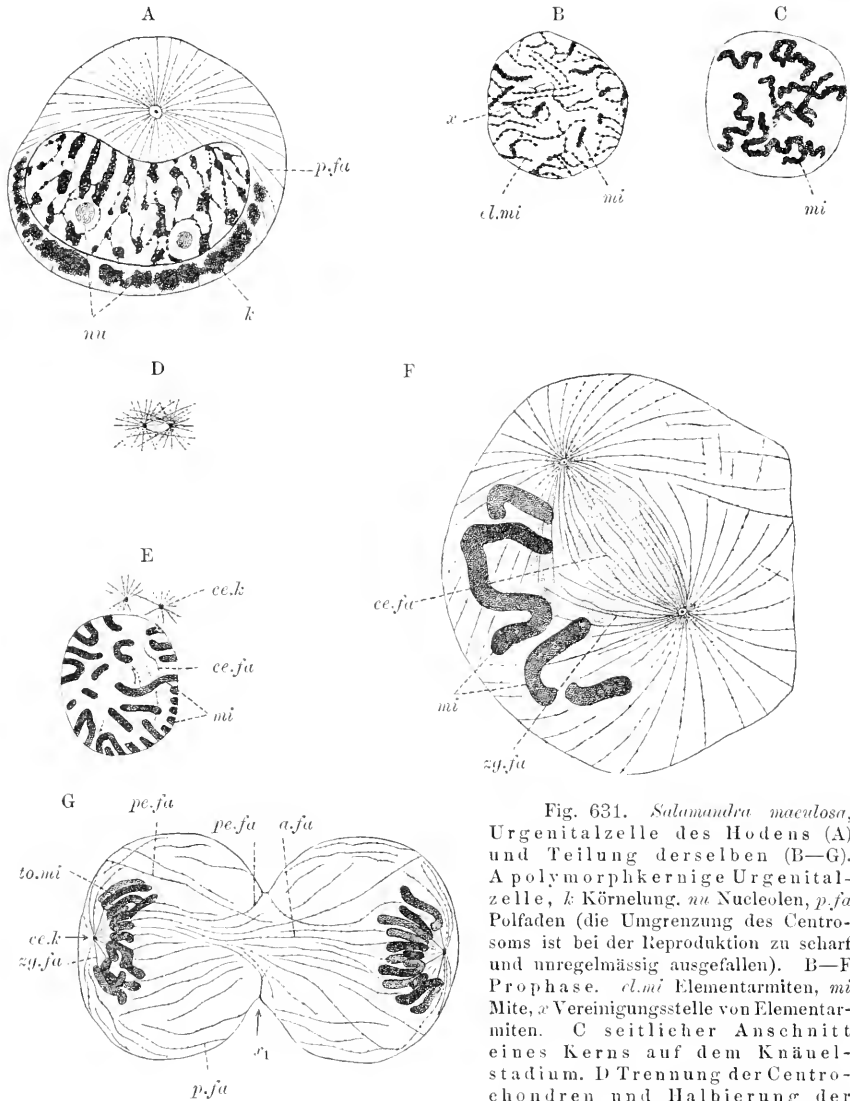 A
B
C
p.fa
x
el.mi
mi
mi
k
nu
D
F
E
ce.k
ce.fa
ce.fa
mi
mi
zg.fa
G
pe.fa
pe.fa
a.fa
to.mi
ce.k
zg.fa
x1
p.fa
Fig. 631. Salamandra maculosa,
Urgenitalzelle des Hodens (A)
und Teilung derselben (B—G).
A polymorphkernige Urgenital-
zelle, k Körnelung. nu Nucleolen, p.fa
Polfaden (die Umgrenzung des Centro-
soms ist bei der Reproduktion zu scharf
und unregelmässig ausgefallen). B—F
Prophase. el.mi Elementarmiten, mi
Mite, x Vereinigungsstelle von Elementar-
miten. C seitlicher Anschnitt
eines Kerns auf dem Knäuel-
stadium. D Trennung der Centro-
chondren und Halbierung der